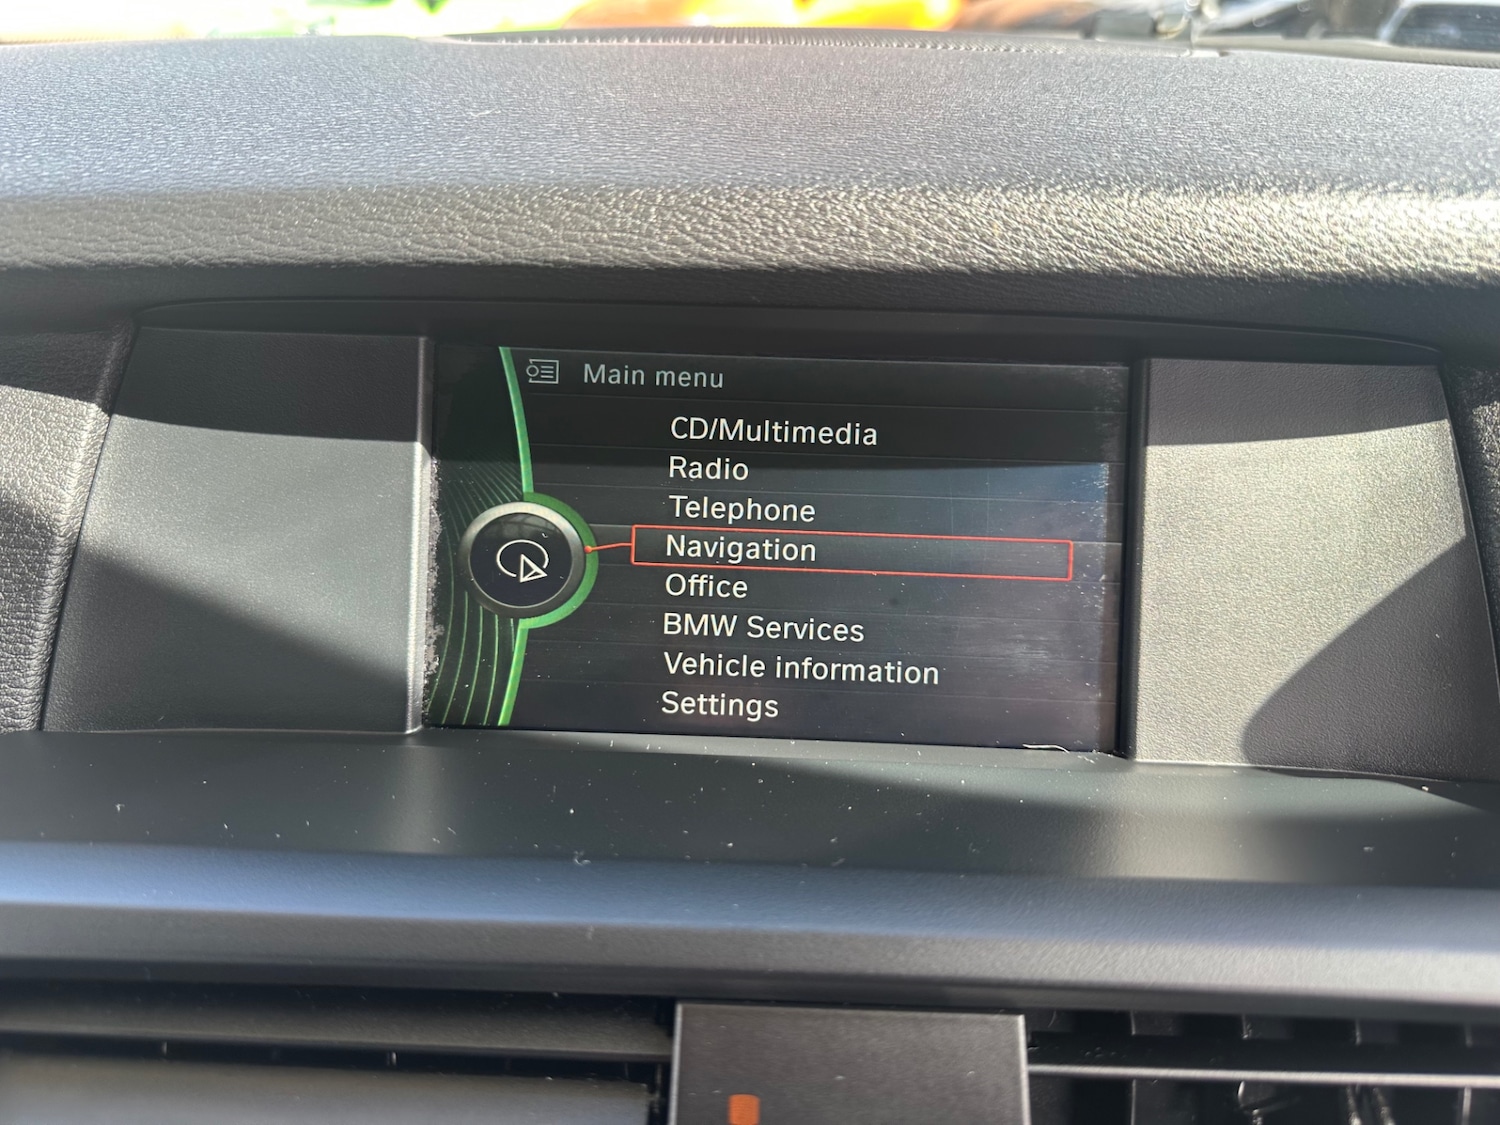 Main menu
CD/Multimedia
Radio
Telephone
Navigation
Office
BMW Services
Vehicle information
Settings